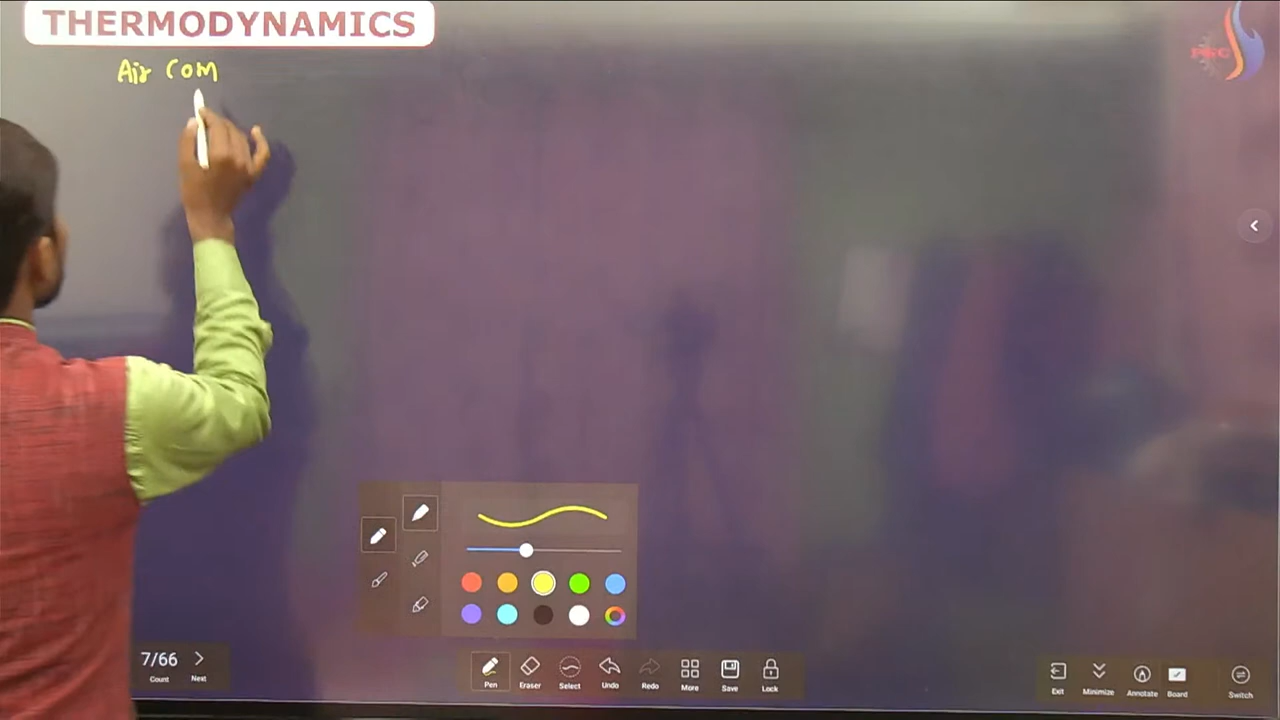 THERMODYNAMICS
PKC
Air Com
7/66
Count
Next
Pen
Eraser
Select
Undo
Redo
More
Save
Lock
Exit
Minimize
Annotate
Board
Switch